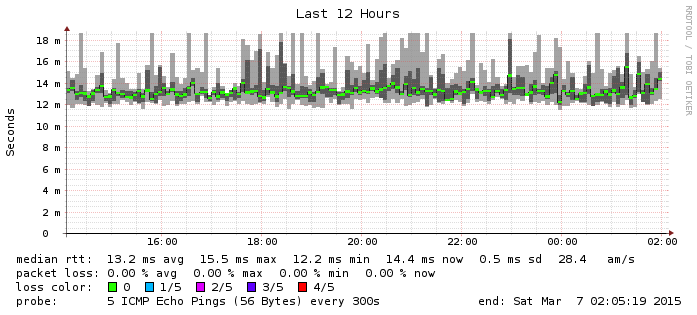 Last 12 Hours
RRDTOOL / TOBI OETIKER
Seconds
18 m
16 m
14 m
12 m
10 m
8 m
6 m
4 m
2 m
0
16:00 18:00 20:00 22:00 00:00 02:00
median rtt: 13.2 ms avg 15.5 ms max 12.2 ms min 14.4 ms now 0.5 ms sd 28.4 am/s
packet loss: 0.00 % avg 0.00 % max 0.00 % min 0.00 % now
loss color: 0 1/5 2/5 3/5 4/5
probe: 5 ICMP Echo Pings (56 Bytes) every 300s end: Sat Mar 7 02:05:19 2015